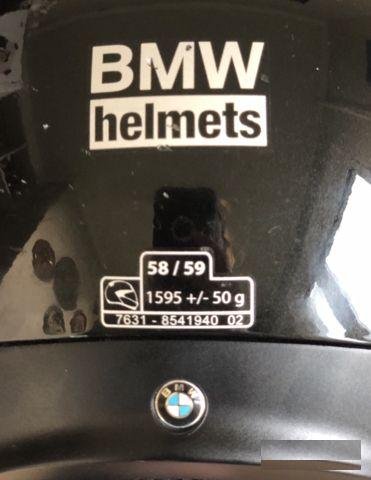 BMW
helmets
58 / 59
1595 +/- 50 g
7631 - 8541940 02
BMW